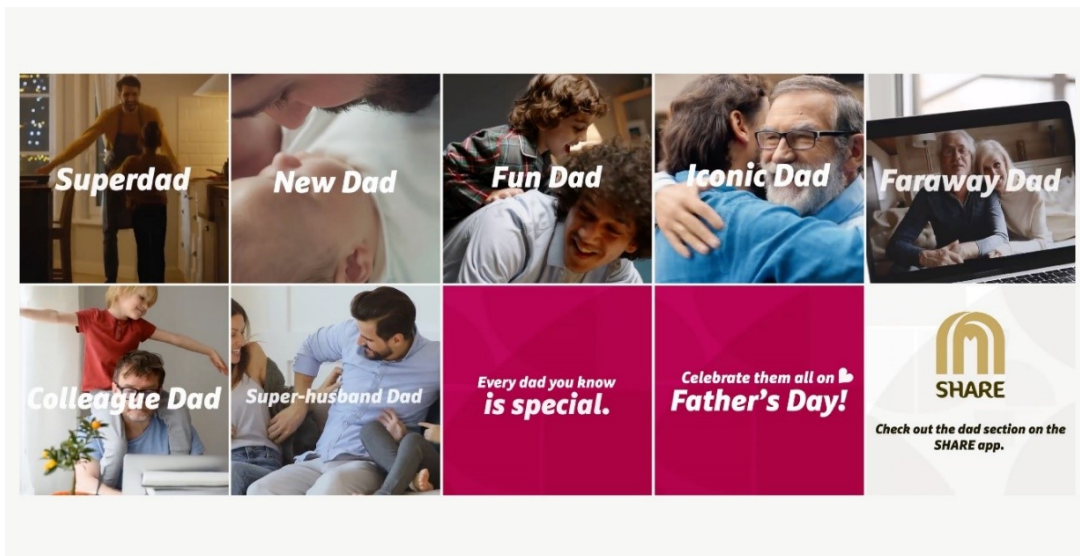 Superdad
New Dad
Fun Dad
Iconic Dad
Faraway Dad
Colleague Dad
Super-husband Dad
Every dad you know
is special.
Celebrate them all on
Father's Day!
SHARE
Check out the dad section on the
SHARE app.